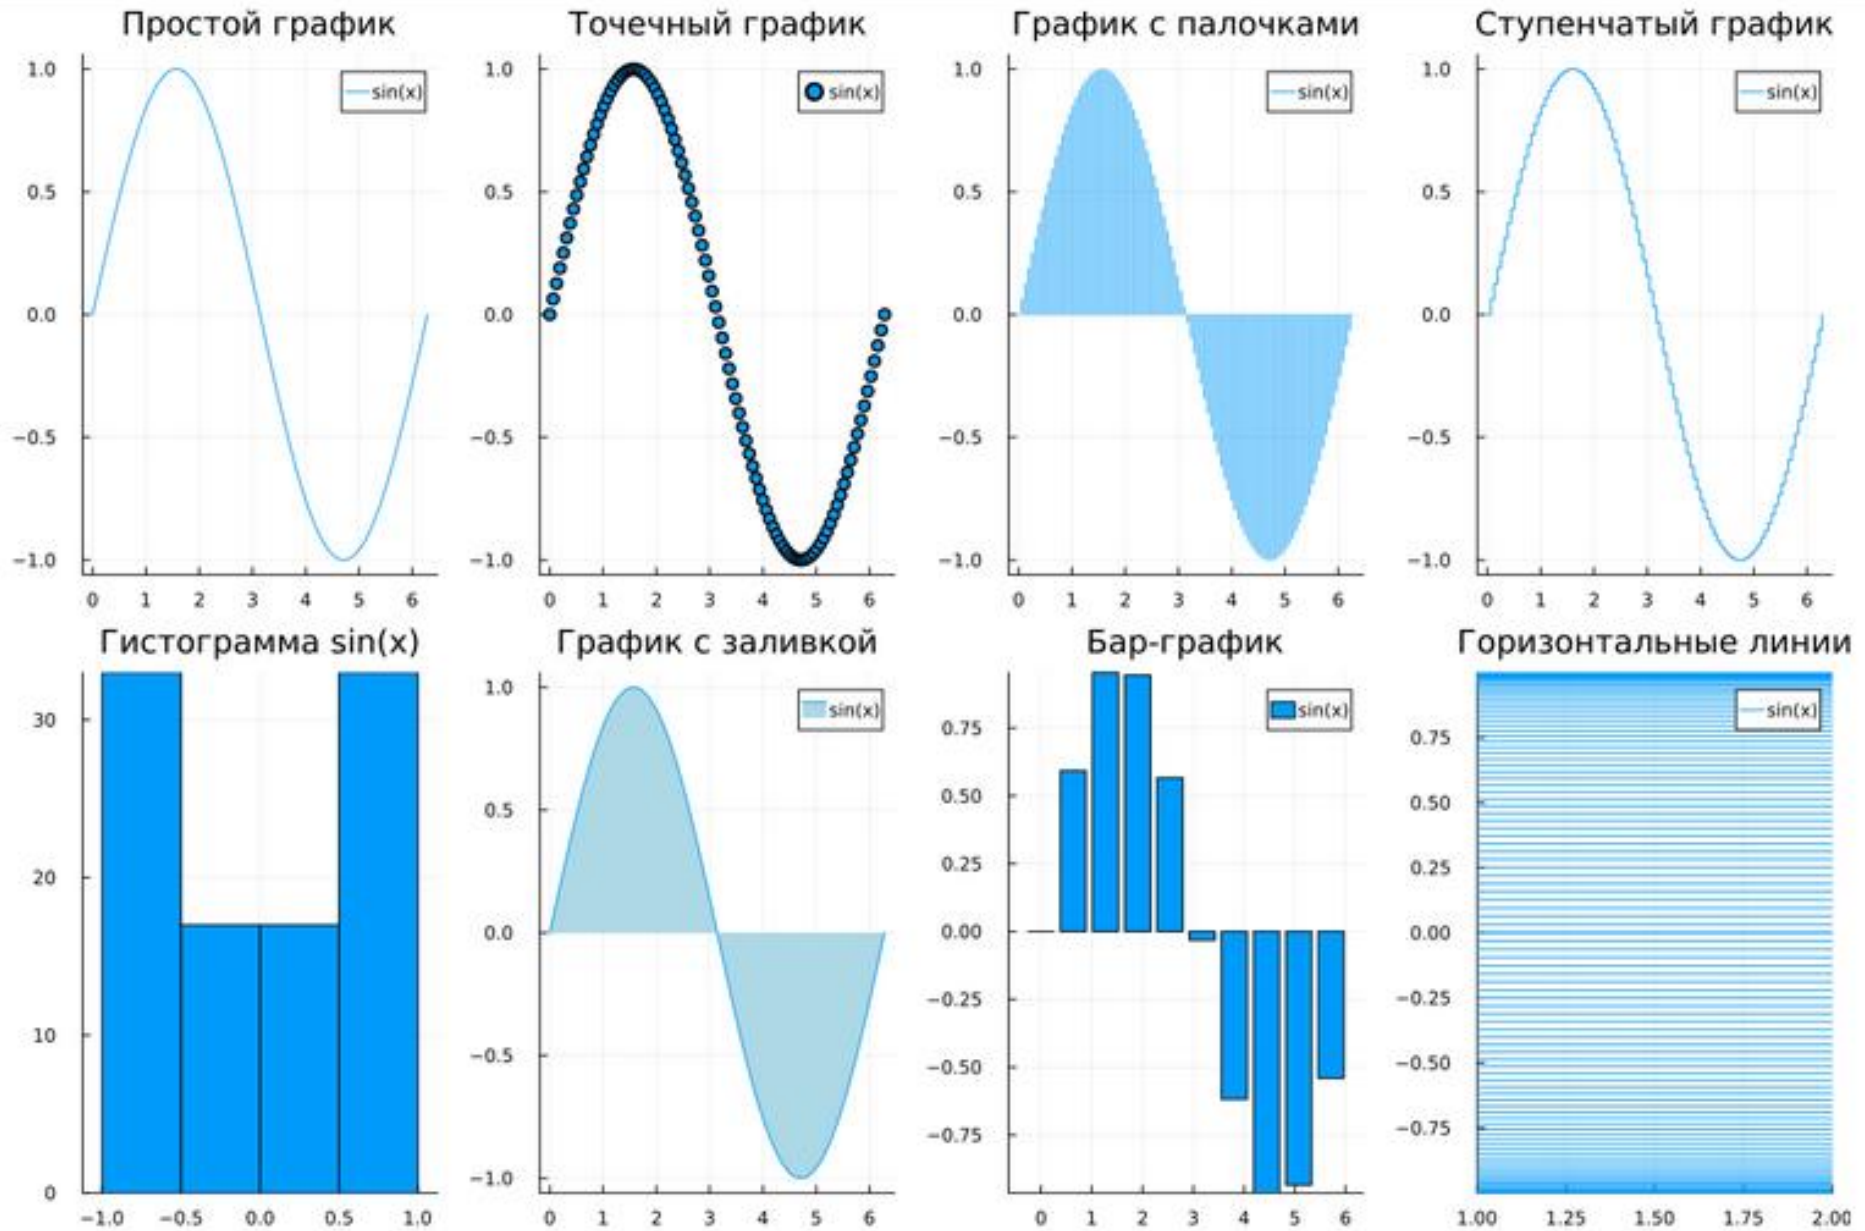 Простой график
1.0
0.5
0.0
−0.5
−1.0
sin(x)
0 1 2 3 4 5 6
Точечный график
1.0
0.5
0.0
−0.5
−1.0
sin(x)
0 1 2 3 4 5 6
График с палочками
1.0
0.5
0.0
−0.5
−1.0
sin(x)
0 1 2 3 4 5 6
Ступенчатый график
1.0
0.5
0.0
−0.5
−1.0
sin(x)
0 1 2 3 4 5 6
Гистограмма sin(x)
30
20
10
0
−1.0 −0.5 0.0 0.5 1.0
График с заливкой
1.0
0.5
0.0
−0.5
−1.0
sin(x)
0 1 2 3 4 5 6
Бар-график
0.75
0.50
0.25
0.00
−0.25
−0.50
−0.75
sin(x)
0 1 2 3 4 5 6
Горизонтальные линии
0.75
0.50
0.25
0.00
−0.25
−0.50
−0.75
sin(x)
1.00 1.25 1.50 1.75 2.00